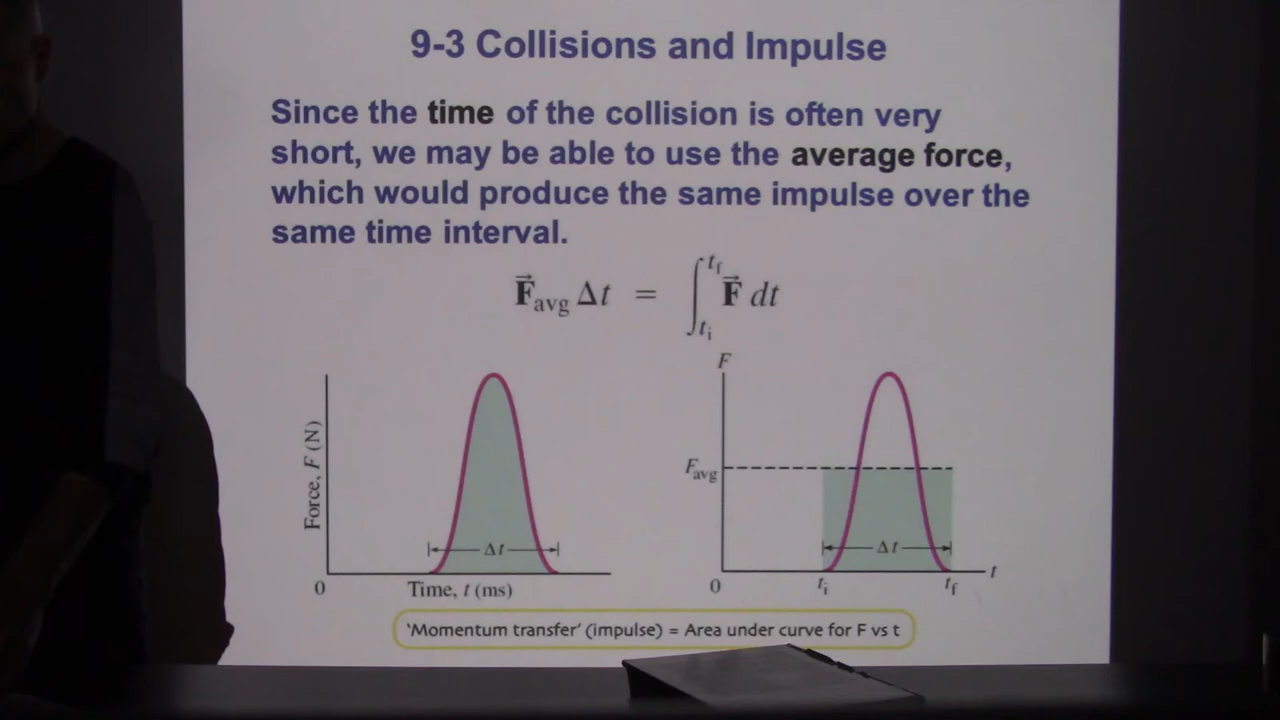 9-3 Collisions and Impulse
Since the time of the collision is often very
short, we may be able to use the average force,
which would produce the same impulse over the
same time interval.
F⃗avg Δt = ∫ti^tf F⃗ dt
Force, F (N)
Δt
0
Time, t (ms)
F
Favg
Δt
0
ti
tf
t
'Momentum transfer' (impulse) = Area under curve for F vs t